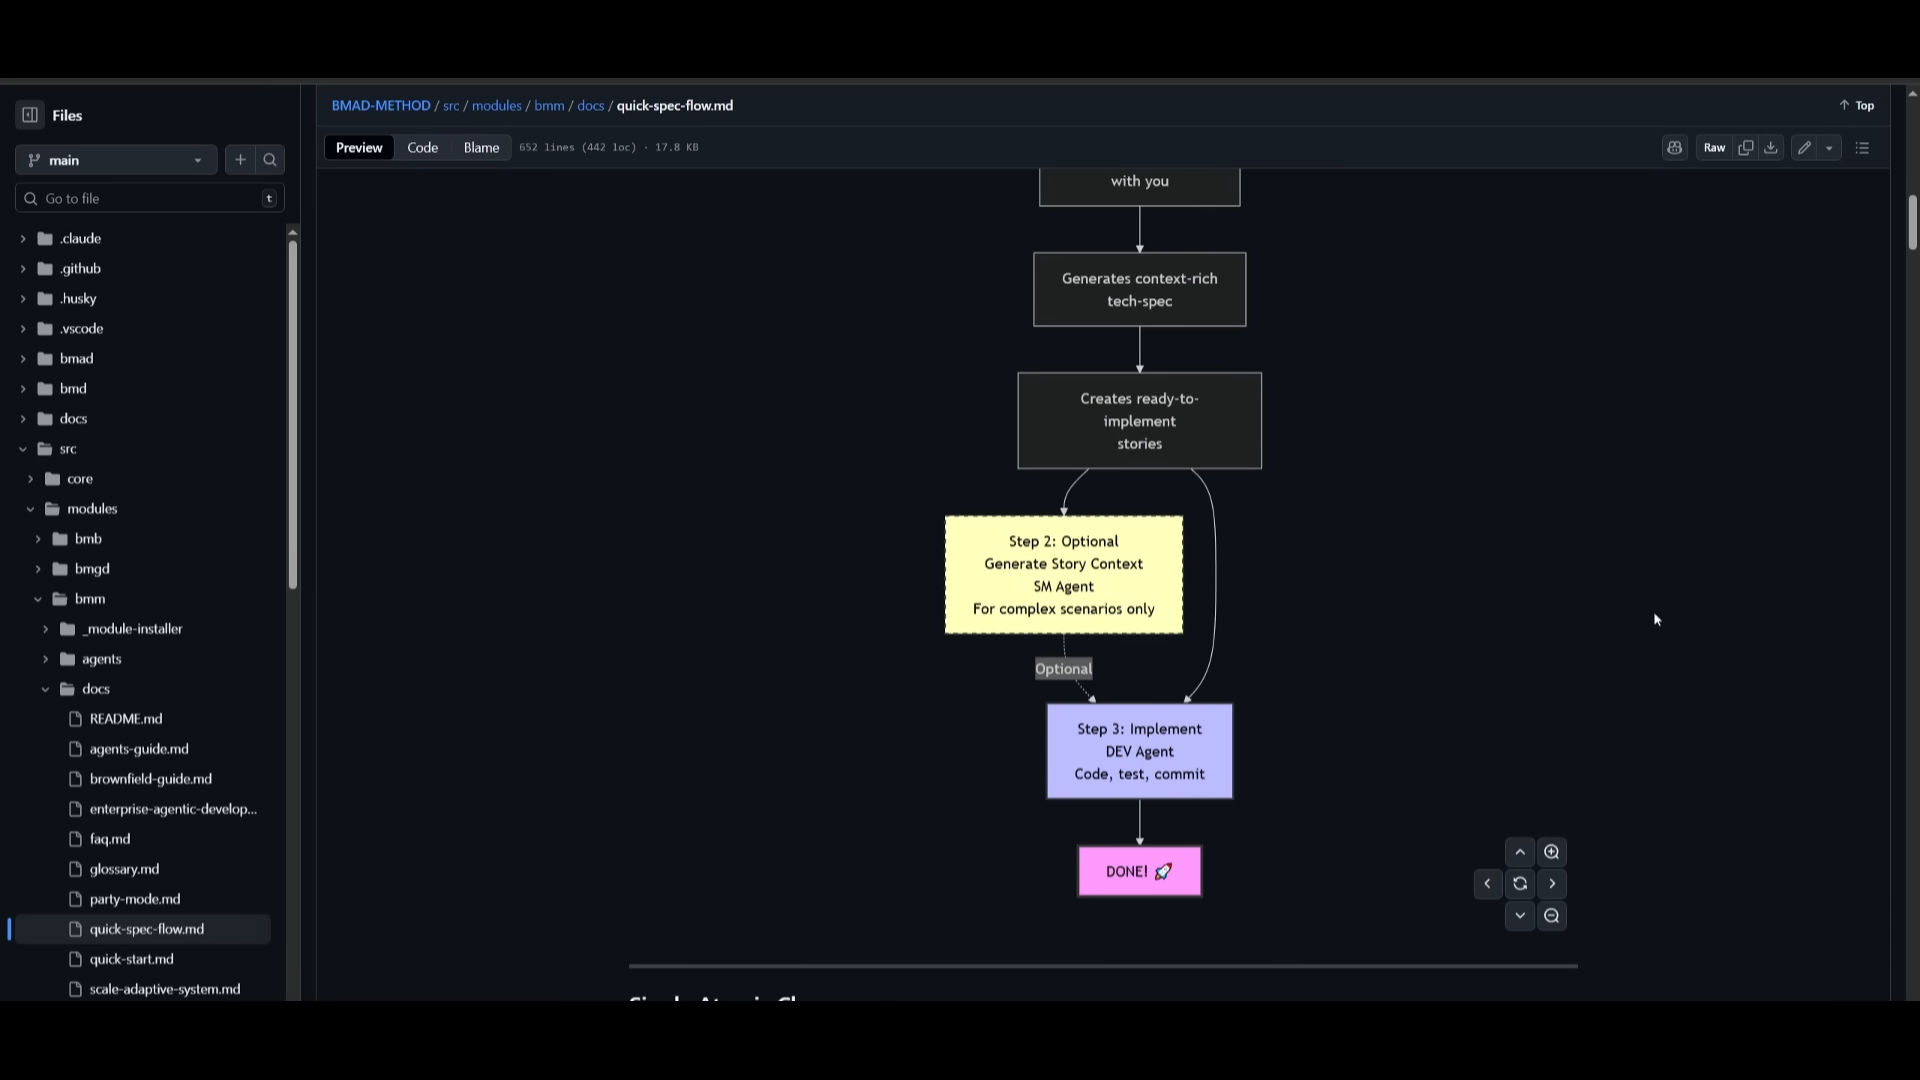 Files
BMAD-METHOD / src / modules / bmm / docs / quick-spec-flow.md
Top
main
Preview
Code
Blame
652 lines (442 loc) · 17.8 KB
Raw
Go to file
t
.claude
.github
.husky
.vscode
bmad
bmd
docs
src
core
modules
bmb
bmgd
bmm
_module-installer
agents
docs
README.md
agents-guide.md
brownfield-guide.md
enterprise-agentic-develop...
faq.md
glossary.md
party-mode.md
quick-spec-flow.md
quick-start.md
scale-adaptive-system.md
with you
Generates context-rich
tech-spec
Creates ready-to-
implement
stories
Step 2: Optional
Generate Story Context
SM Agent
For complex scenarios only
Optional
Step 3: Implement
DEV Agent
Code, test, commit
DONE! 🚀